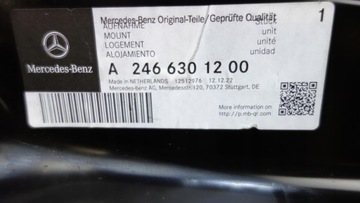 Mercedes-Benz Original-Teile/Geprüfte Qualität
1
AUFNAHME Stück
MOUNT unit
LOGEMENT unité
ALOJAMIENTO unidad
Mercedes-Benz
A 246 630 12 00
Made in NETHERLANDS 12512976 12.12.22
Mercedes-Benz AG, Mercedesstr.120, 70372 Stuttgart, DE
More information on:
http://p.mb-qr.com